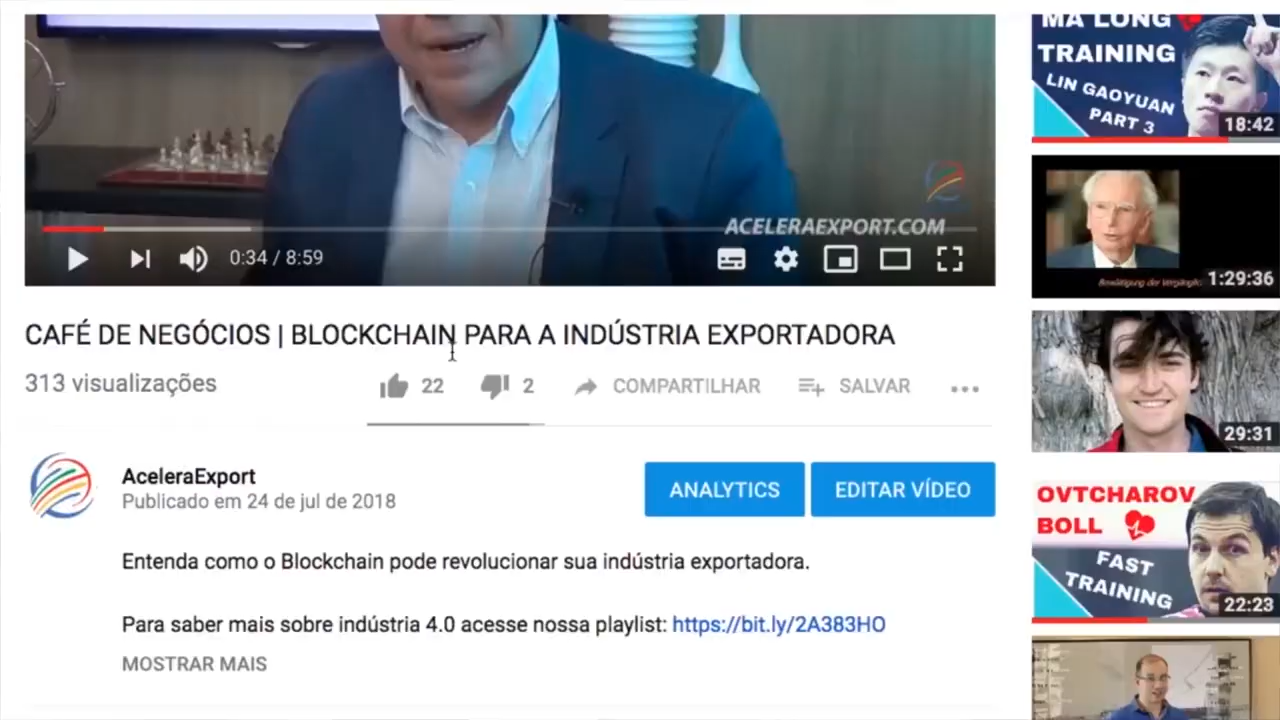 ACELERAEXPORT.COM
0:34 / 8:59
CAFÉ DE NEGÓCIOS | BLOCKCHAIN PARA A INDÚSTRIA EXPORTADORA
313 visualizações
22
2
COMPARTILHAR
SALVAR
AceleraExport
Publicado em 24 de jul de 2018
ANALYTICS
EDITAR VÍDEO
Entenda como o Blockchain pode revolucionar sua indústria exportadora.
Para saber mais sobre indústria 4.0 acesse nossa playlist: https://bit.ly/2A383HO
MOSTRAR MAIS
MA LONG
TRAINING
LIN GAOYUAN
PART 3
18:42
1:29:36
29:31
OVTCHAROV
BOLL
FAST
TRAINING
22:23